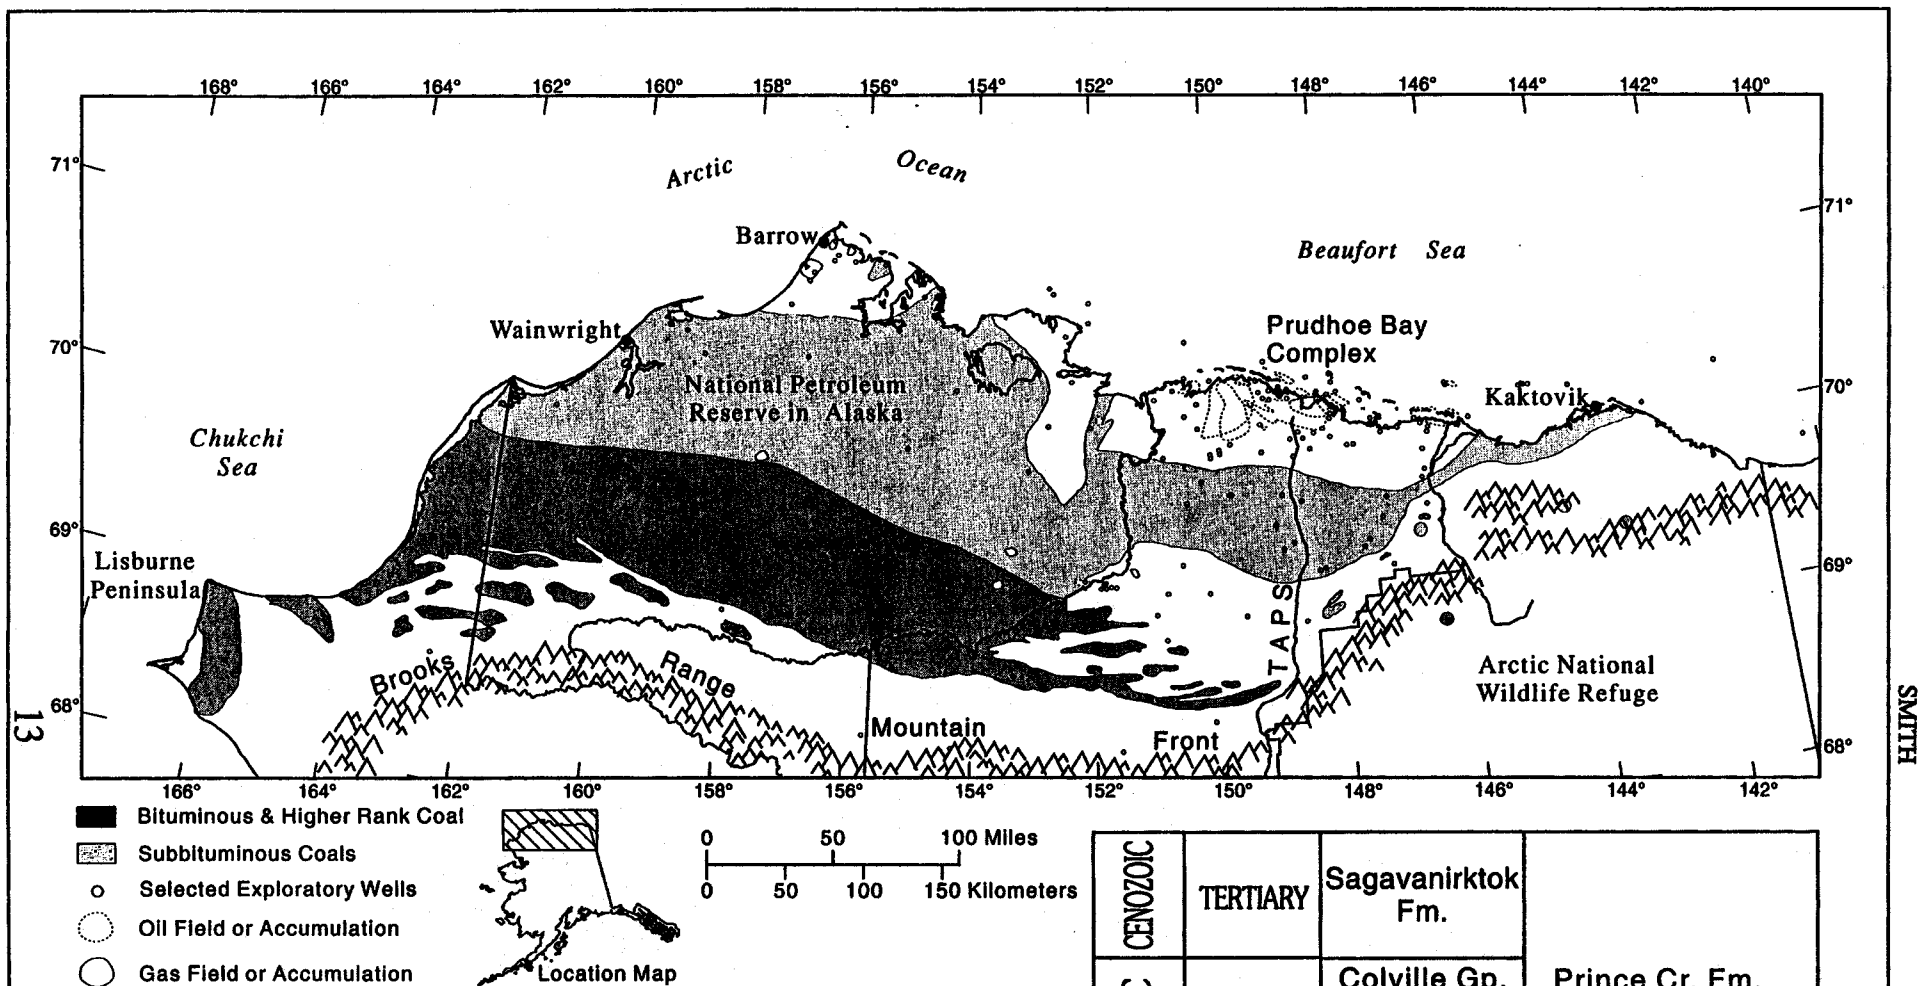 168° 166° 164° 162° 160° 158° 156° 154° 152° 150° 148° 146° 144° 142° 140°
71°
Arctic Ocean
71°
Barrow
Beaufort Sea
Wainwright
70°
Prudhoe Bay
Complex
National Petroleum
Reserve in Alaska
70°
Kaktovik
Chukchi
Sea
69°
Lisburne
Peninsula
69°
TAPS
Brooks Range
Arctic National
Wildlife Refuge
68°
Mountain Front
68°
13
SMITH
166° 164° 162° 160° 158° 156° 154° 152° 150° 148° 146° 144° 142°
Bituminous & Higher Rank Coal
Subbituminous Coals
Selected Exploratory Wells
Oil Field or Accumulation
Gas Field or Accumulation
Location Map
0 50 100 Miles
0 50 100 150 Kilometers
CENOZOIC
TERTIARY
Sagavanirktok
Fm.
Colville Gp.
Prince Cr. Fm.